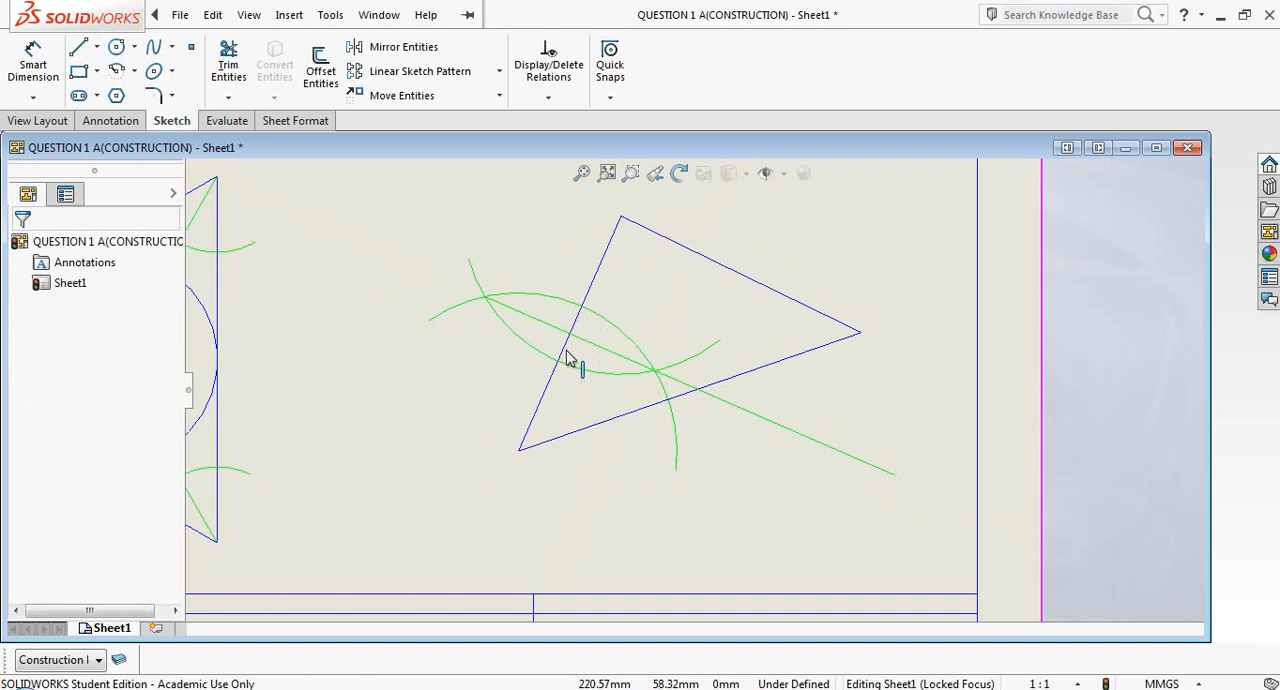 SOLIDWORKS File Edit View Insert Tools Window Help QUESTION 1 A(CONSTRUCTION) - Sheet1 * Search Knowledge Base ?
Smart Dimension
Trim Entities
Convert Entities
Offset Entities
Mirror Entities
Linear Sketch Pattern
Move Entities
Display/Delete Relations
Quick Snaps
View Layout Annotation Sketch Evaluate Sheet Format
QUESTION 1 A(CONSTRUCTION) - Sheet1 *
QUESTION 1 A(CONSTRUCTIC
A Annotations
Sheet1
Sheet1
Construction l
SOLIDWORKS Student Edition - Academic Use Only 220.57mm 58.32mm 0mm Under Defined Editing Sheet1 (Locked Focus) 1 : 1 MMGS